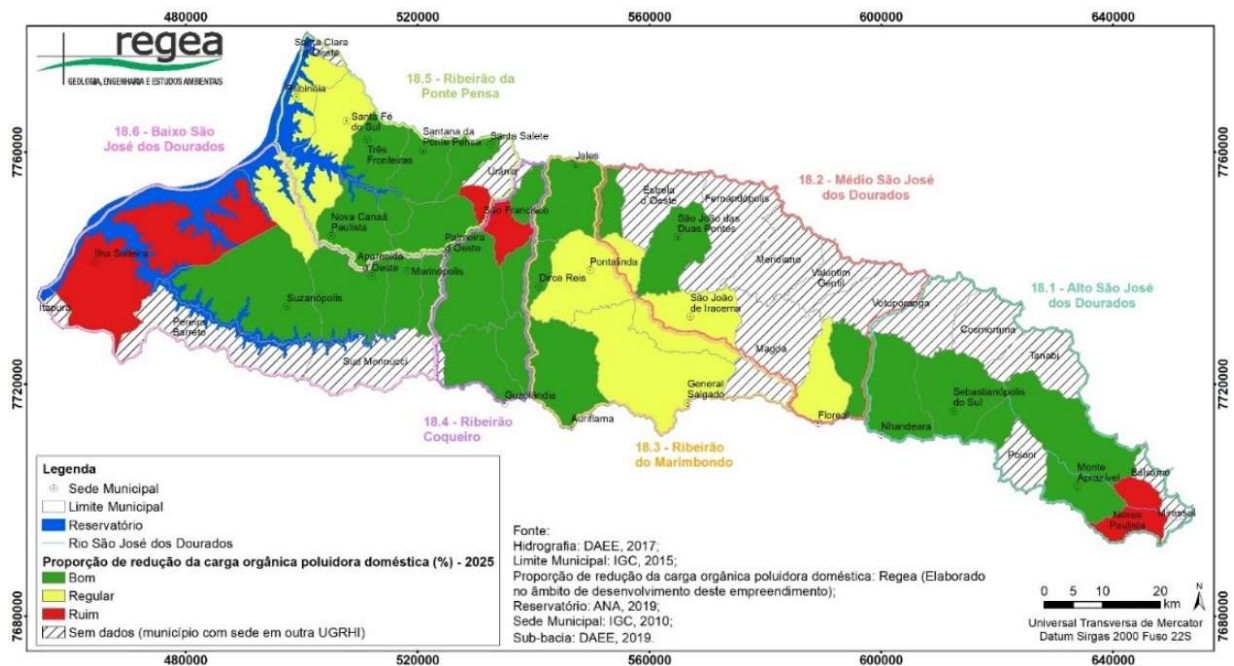 480000 520000 560000 600000 640000
regea
GEOLOGIA, ENGENHARIA E ESTUDOS AMBIENTAIS
Santa Clara
d'Oeste
18.5 - Ribeirão da
Ponte Pensa
Rubinéia
18.6 - Baixo São
José dos Dourados
Santa Fé
do Sul
Santana da
Ponte Pensa
Santa Salete
Três
Fronteiras
7760000
7760000
Urânia
Jales
18.2 - Médio São José
dos Dourados
Estrela
d'Oeste
Fernandópolis
São Francisco
São João das
Duas Pontes
Nova Canaã
Paulista
Palmeira
d'Oeste
Ilha Solteira
Aparecida
d'Oeste
Marinópolis
Dirce Reis
Pontalinda
Meridiano
Valentim
Gentil
Votuporanga
18.1 - Alto São José
dos Dourados
Suzanápolis
São João
de Iracema
Itapura
Pereira
Barreto
Cosmorama
Sud Mennucci
Magda
Tanabi
7720000
7720000
General
Salgado
Sebastianópolis
do Sul
Guzolândia
Auriflama
Floreal
Nhandeara
18.4 - Ribeirão
Coqueiro
18.3 - Ribeirão
do Marimbondo
Poloni
Monte
Aprazível
Bálsamo
Neves
Paulista
Mirassol
Legenda
Sede Municipal
Limite Municipal
Reservatório
Rio São José dos Dourados
Proporção de redução da carga orgânica poluidora doméstica (%) - 2025
Bom
Regular
Ruim
Sem dados (município com sede em outra UGRHI)
Fonte:
Hidrografia: DAEE, 2017;
Limite Municipal: IGC, 2015;
Proporção de redução da carga orgânica poluidora doméstica: Regea (Elaborado
no âmbito de desenvolvimento deste empreendimento);
Reservatório: ANA, 2019;
Sede Municipal: IGC, 2010;
Sub-bacia: DAEE, 2019.
N
0 5 10 20
km
Universal Transversa de Mercator
Datum Sirgas 2000 Fuso 22S
7680000
7680000
480000 520000 560000 600000 640000